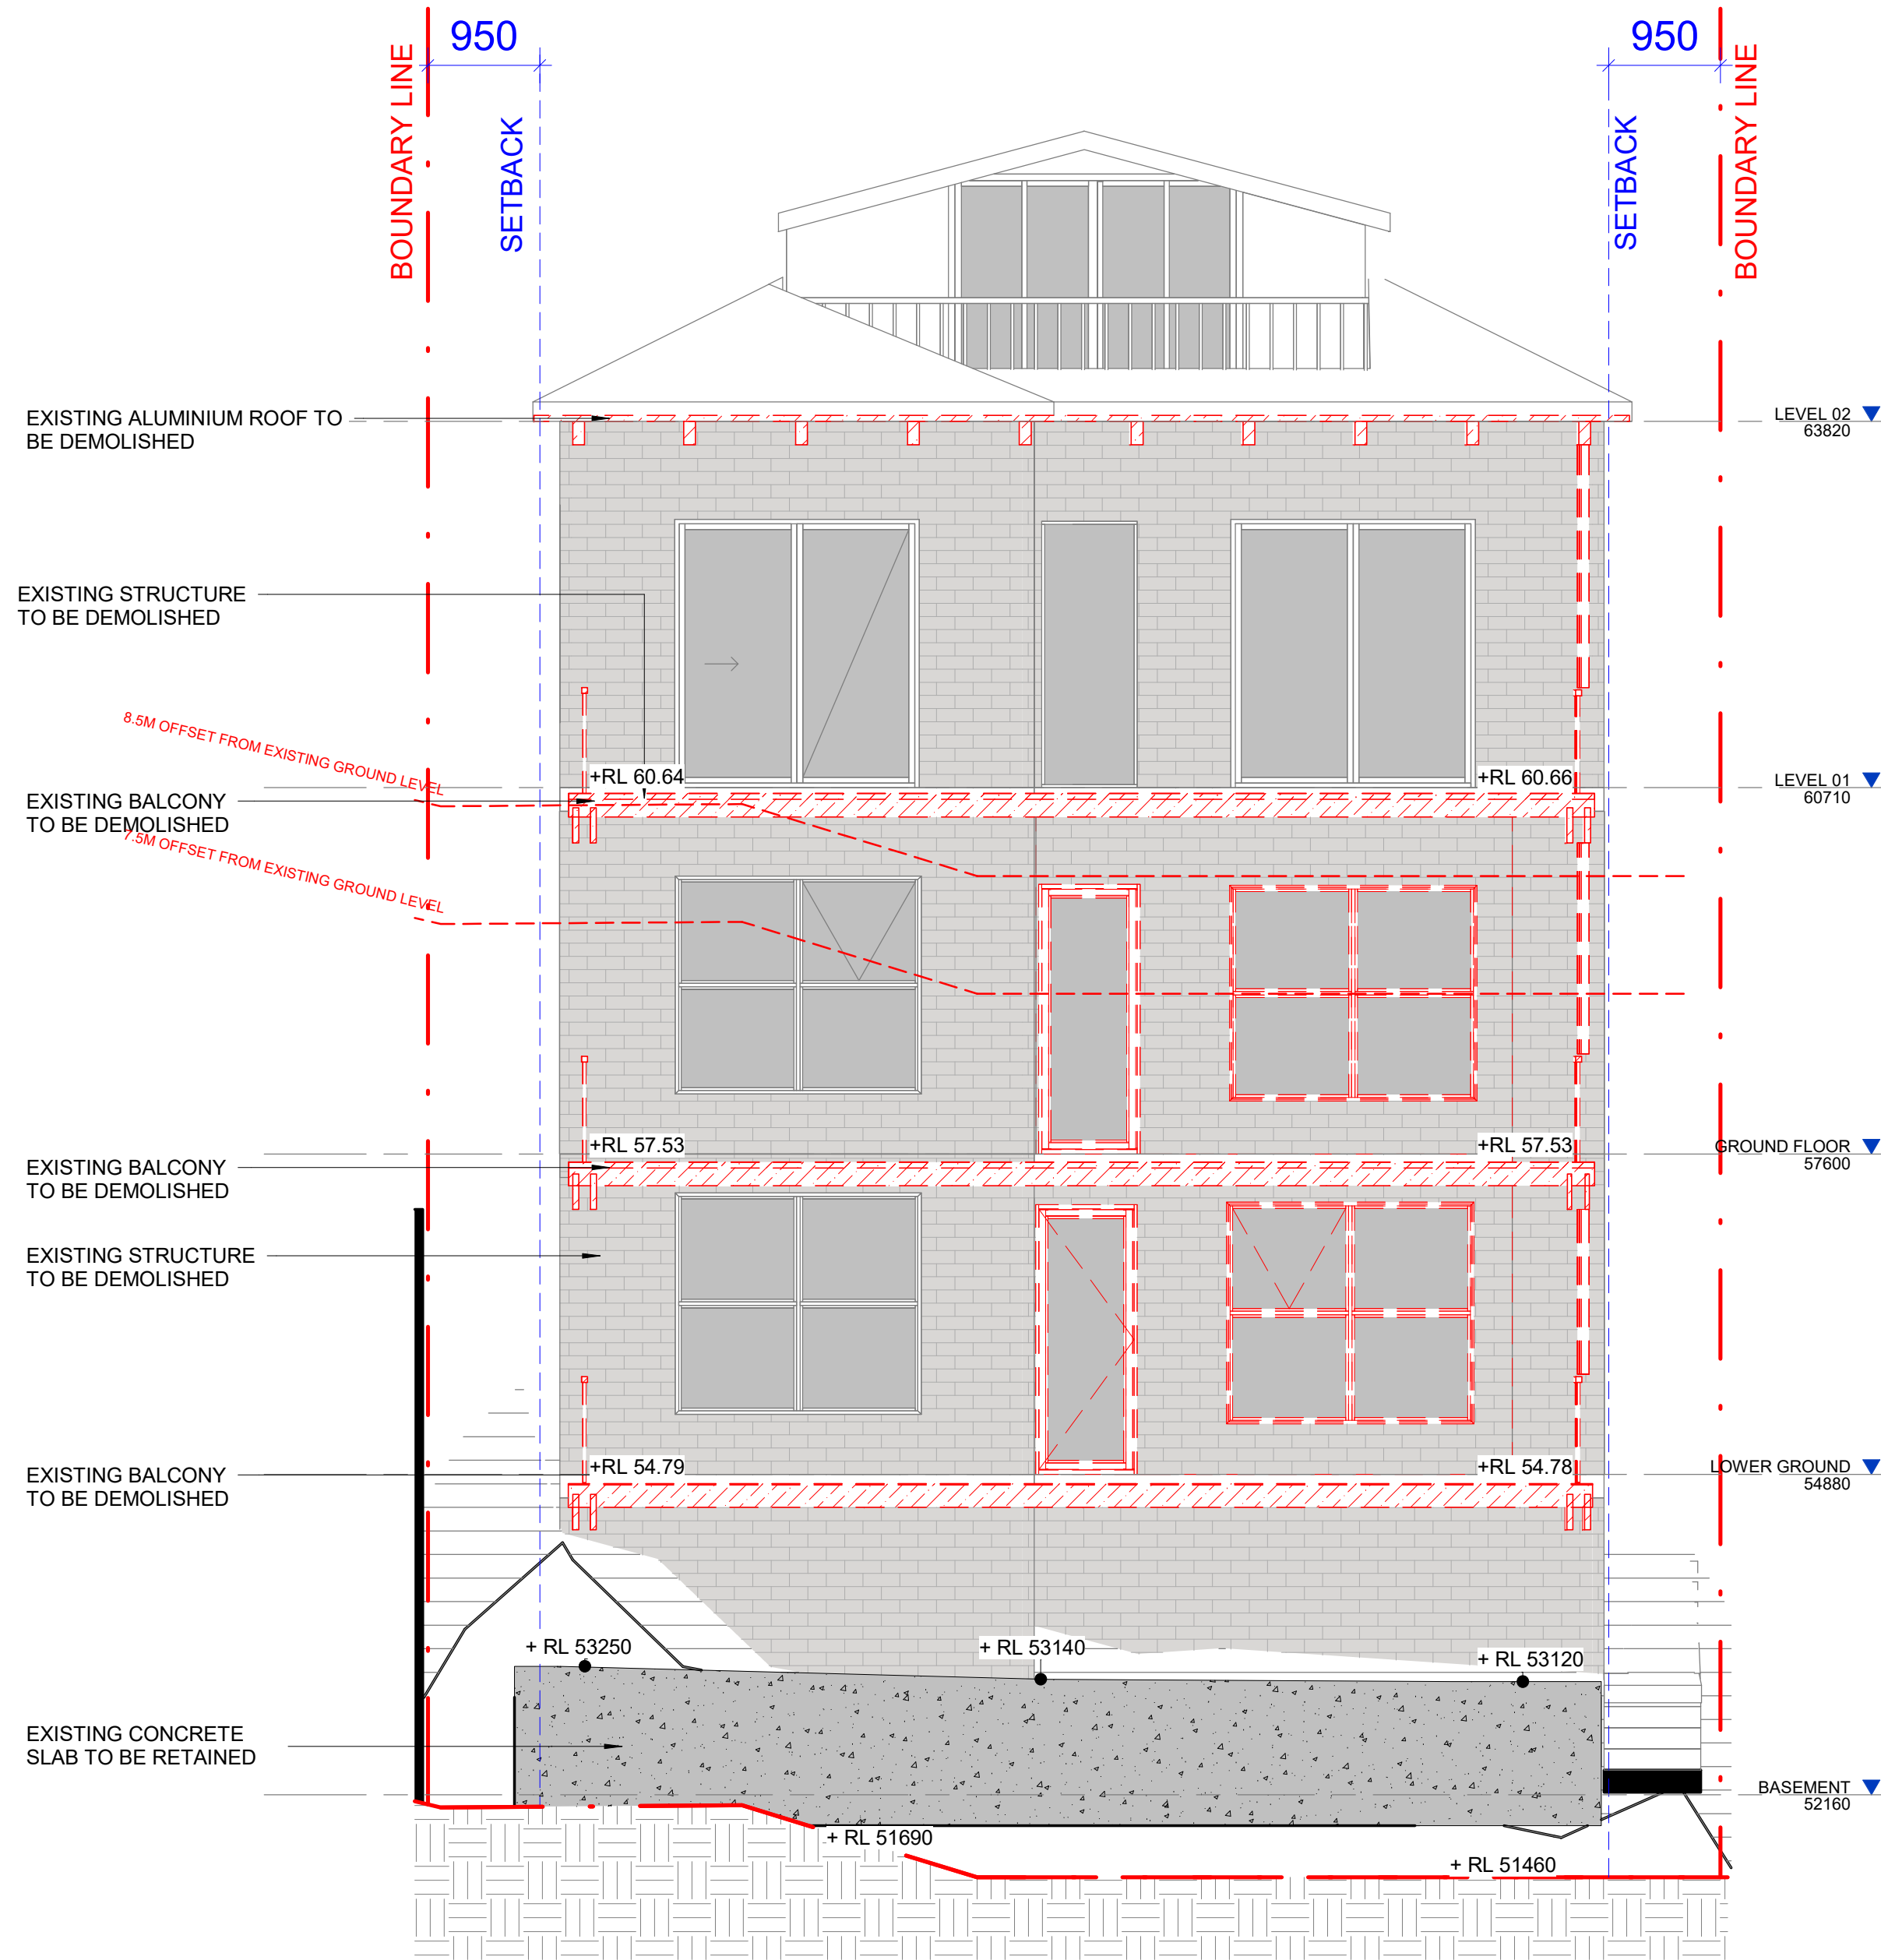 950
950
BOUNDARY LINE
SETBACK
SETBACK
BOUNDARY LINE
EXISTING ALUMINIUM ROOF TO
BE DEMOLISHED
LEVEL 02
63820
EXISTING STRUCTURE
TO BE DEMOLISHED
8.5M OFFSET FROM EXISTING GROUND LEVEL
+RL 60.64
+RL 60.66
LEVEL 01
60710
EXISTING BALCONY
TO BE DEMOLISHED
7.5M OFFSET FROM EXISTING GROUND LEVEL
+RL 57.53
+RL 57.53
GROUND FLOOR
57600
EXISTING BALCONY
TO BE DEMOLISHED
EXISTING STRUCTURE
TO BE DEMOLISHED
+RL 54.79
+RL 54.78
LOWER GROUND
54880
EXISTING BALCONY
TO BE DEMOLISHED
+ RL 53250
+ RL 53140
+ RL 53120
EXISTING CONCRETE
SLAB TO BE RETAINED
BASEMENT
52160
+ RL 51690
+ RL 51460